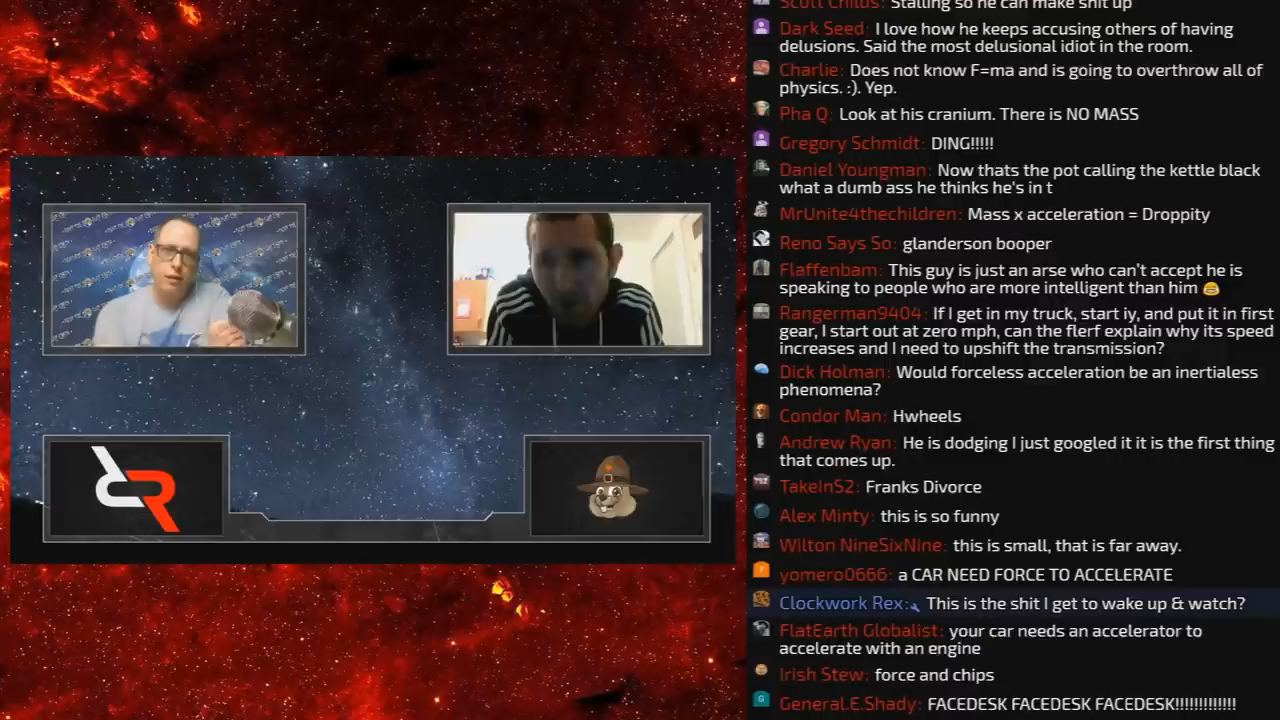 Scott Childs: Stalling so he can make shit up
Dark Seed: I love how he keeps accusing others of having
delusions. Said the most delusional idiot in the room.
Charlie: Does not know F=ma and is going to overthrow all of
physics. :). Yep.
Pha Q: Look at his cranium. There is NO MASS
Gregory Schmidt: DING!!!!!
Daniel Youngman: Now thats the pot calling the kettle black
what a dumb ass he thinks he's in t
MrUnite4thechildren: Mass x acceleration = Droppity
Reno Says So: glanderson booper
Flaffenbam: This guy is just an arse who can't accept he is
speaking to people who are more intelligent than him 😂
Rangerman9404: If I get in my truck, start iy, and put it in first
gear, I start out at zero mph, can the flerf explain why its speed
increases and I need to upshift the transmission?
Dick Holman: Would forceless acceleration be an inertialess
phenomena?
Condor Man: Hwheels
Andrew Ryan: He is dodging I just googled it it is the first thing
that comes up.
TakeIn52: Franks Divorce
Alex Minty: this is so funny
Wilton NineSixNine: this is small, that is far away.
yomero0666: a CAR NEED FORCE TO ACCELERATE
Clockwork Rex: This is the shit I get to wake up & watch?
FlatEarth Globalist: your car needs an accelerator to
accelerate with an engine
Irish Stew: force and chips
General.E.Shady: FACEDESK FACEDESK FACEDESK!!!!!!!!!!!!!